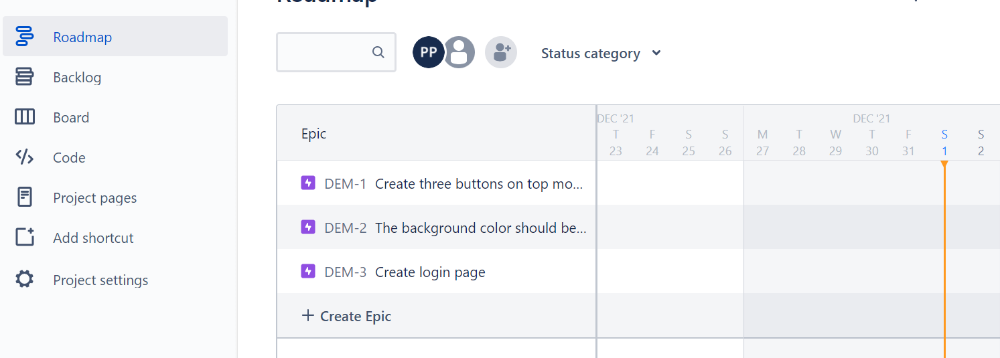 Roadmap
Roadmap
Backlog
Board
Code
Project pages
Add shortcut
Project settings
PP
Status category
Epic
DEC '21 DEC '21
T F S S M T W T F S S
23 24 25 26 27 28 29 30 31 1 2
DEM-1 Create three buttons on top mo...
DEM-2 The background color should be...
DEM-3 Create login page
+ Create Epic